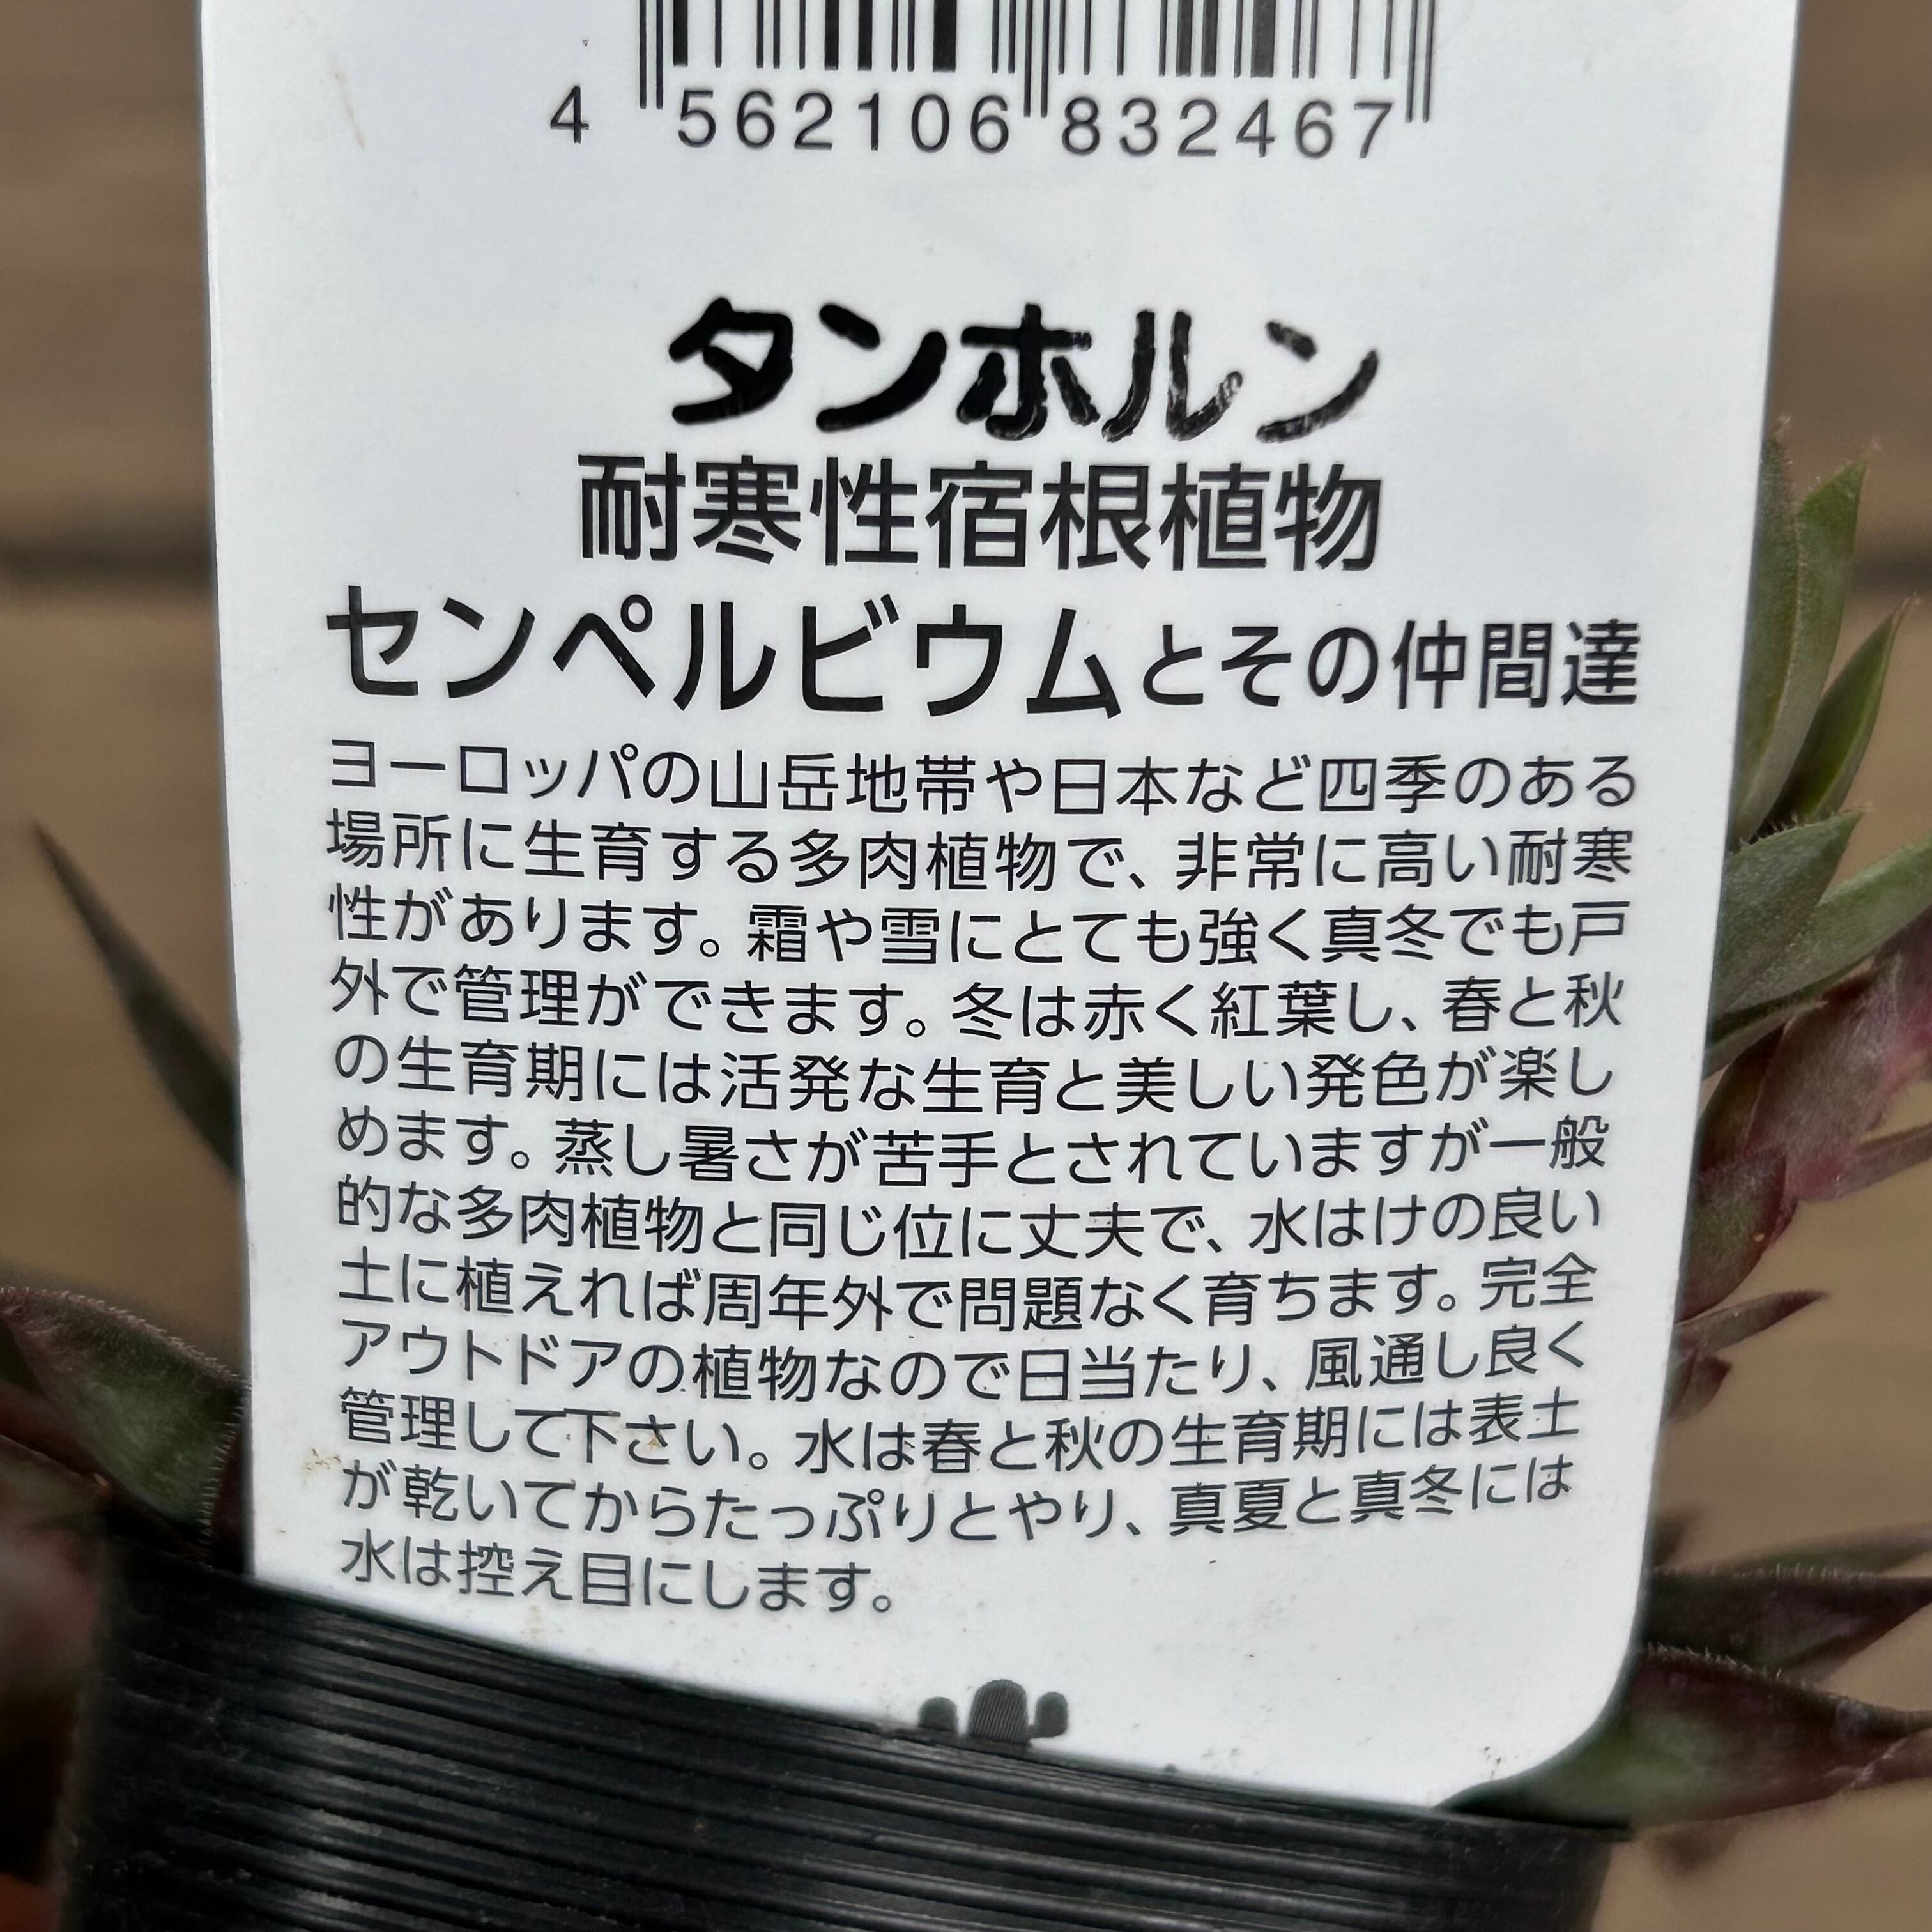 4 562106 832467
タンホルン
耐寒性宿根植物
センペルビウムとその仲間達
ヨーロッパの山岳地帯や日本など四季のある
場所に生育する多肉植物で、非常に高い耐寒
性があります。霜や雪にとても強く真冬でも戸
外で管理ができます。冬は赤く紅葉し、春と秋
の生育期には活発な生育と美しい発色が楽し
めます。蒸し暑さが苦手とされていますが一般
的な多肉植物と同じ位に丈夫で、水はけの良い
土に植えれば周年外で問題なく育ちます。完全
アウトドアの植物なので日当たり、風通し良く
管理して下さい。水は春と秋の生育期には表土
が乾いてからたっぷりとやり、真夏と真冬には
水は控え目にします。